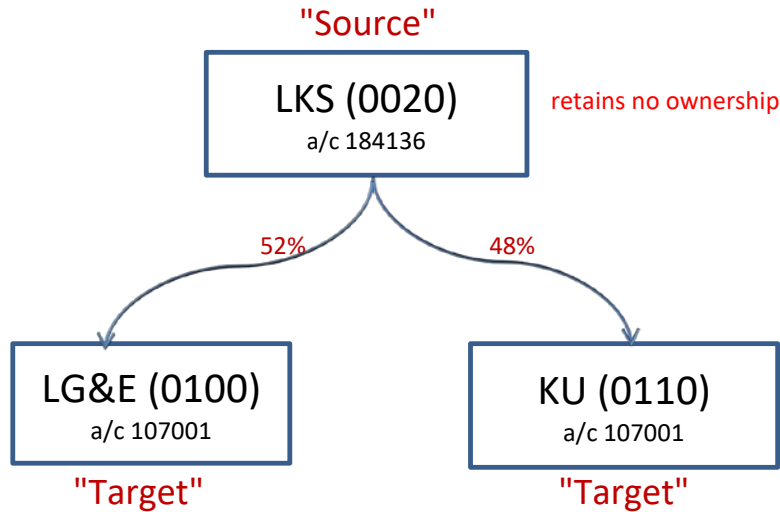 "Source"
LKS (0020)
a/c 184136
retains no ownership
52%
48%
LG&E (0100)
a/c 107001
KU (0110)
a/c 107001
"Target"
"Target"